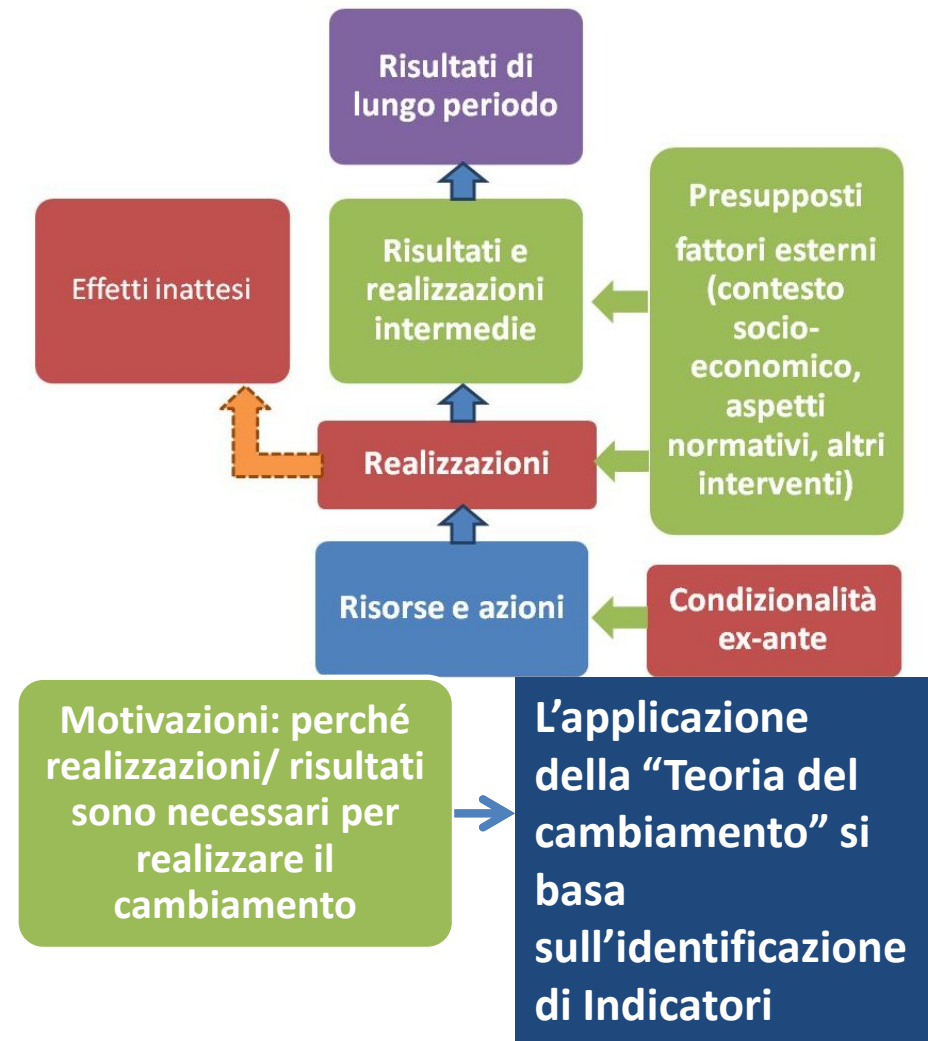 Risultati di
lungo periodo
Effetti inattesi
Risultati e
realizzazioni
intermedie
Presupposti
fattori esterni
(contesto
socio-
economico,
aspetti
normativi, altri
interventi)
Realizzazioni
Risorse e azioni
Condizionalità
ex-ante
Motivazioni: perché
realizzazioni/ risultati
sono necessari per
realizzare il
cambiamento
L’applicazione
della “Teoria del
cambiamento” si
basa
sull’identificazione
di Indicatori